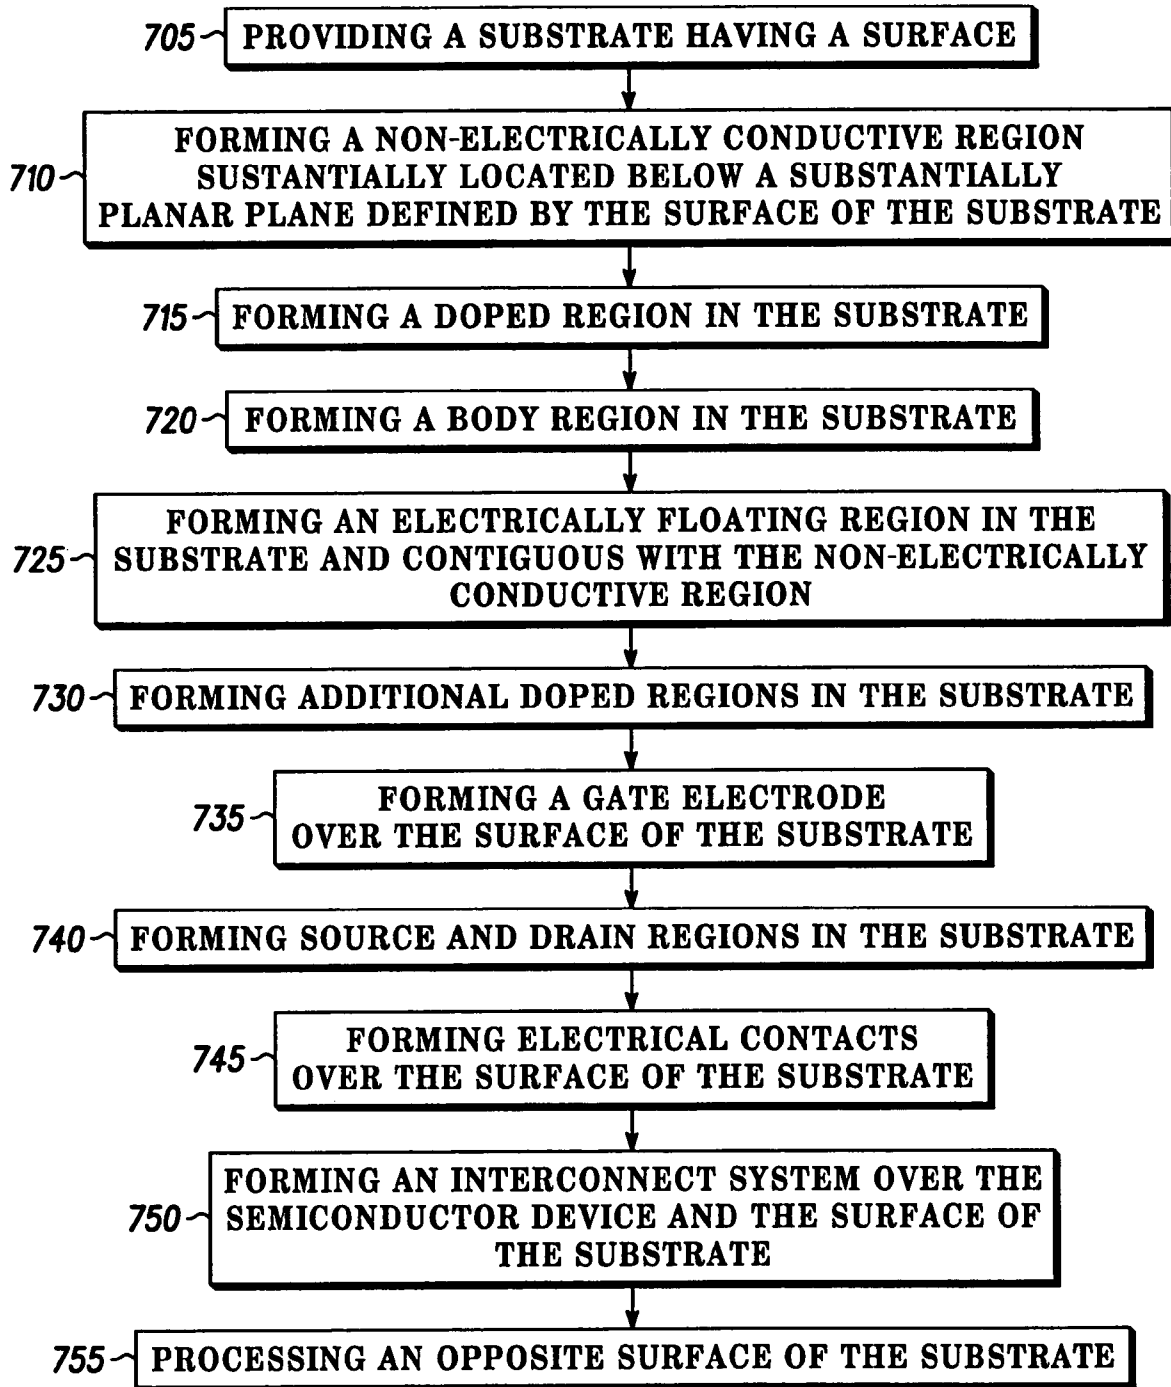 705 PROVIDING A SUBSTRATE HAVING A SURFACE
FORMING A NON-ELECTRICALLY CONDUCTIVE REGION
710 SUSTANTIALLY LOCATED BELOW A SUBSTANTIALLY
PLANAR PLANE DEFINED BY THE SURFACE OF THE SUBSTRATE
715 FORMING A DOPED REGION IN THE SUBSTRATE
720 FORMING A BODY REGION IN THE SUBSTRATE
FORMING AN ELECTRICALLY FLOATING REGION IN THE
725 SUBSTRATE AND CONTIGUOUS WITH THE NON-ELECTRICALLY
CONDUCTIVE REGION
730 FORMING ADDITIONAL DOPED REGIONS IN THE SUBSTRATE
FORMING A GATE ELECTRODE
735 OVER THE SURFACE OF THE SUBSTRATE
740 FORMING SOURCE AND DRAIN REGIONS IN THE SUBSTRATE
FORMING ELECTRICAL CONTACTS
745 OVER THE SURFACE OF THE SUBSTRATE
FORMING AN INTERCONNECT SYSTEM OVER THE
750 SEMICONDUCTOR DEVICE AND THE SURFACE OF
THE SUBSTRATE
755 PROCESSING AN OPPOSITE SURFACE OF THE SUBSTRATE